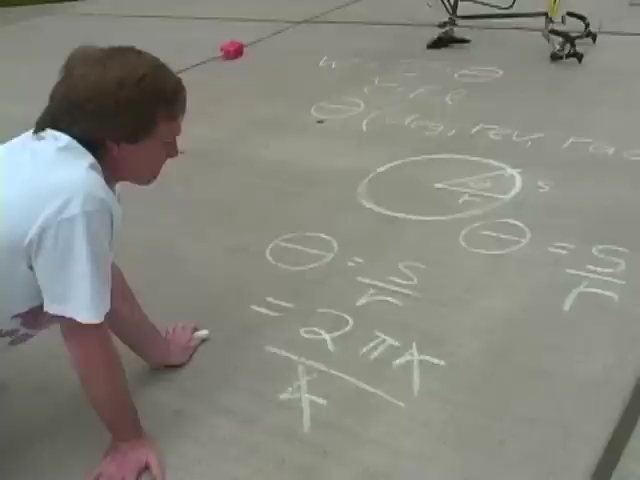 θ
θ (deg, rev, rad
θ r s
θ = s/r
θ = s/r
= 2πr/r